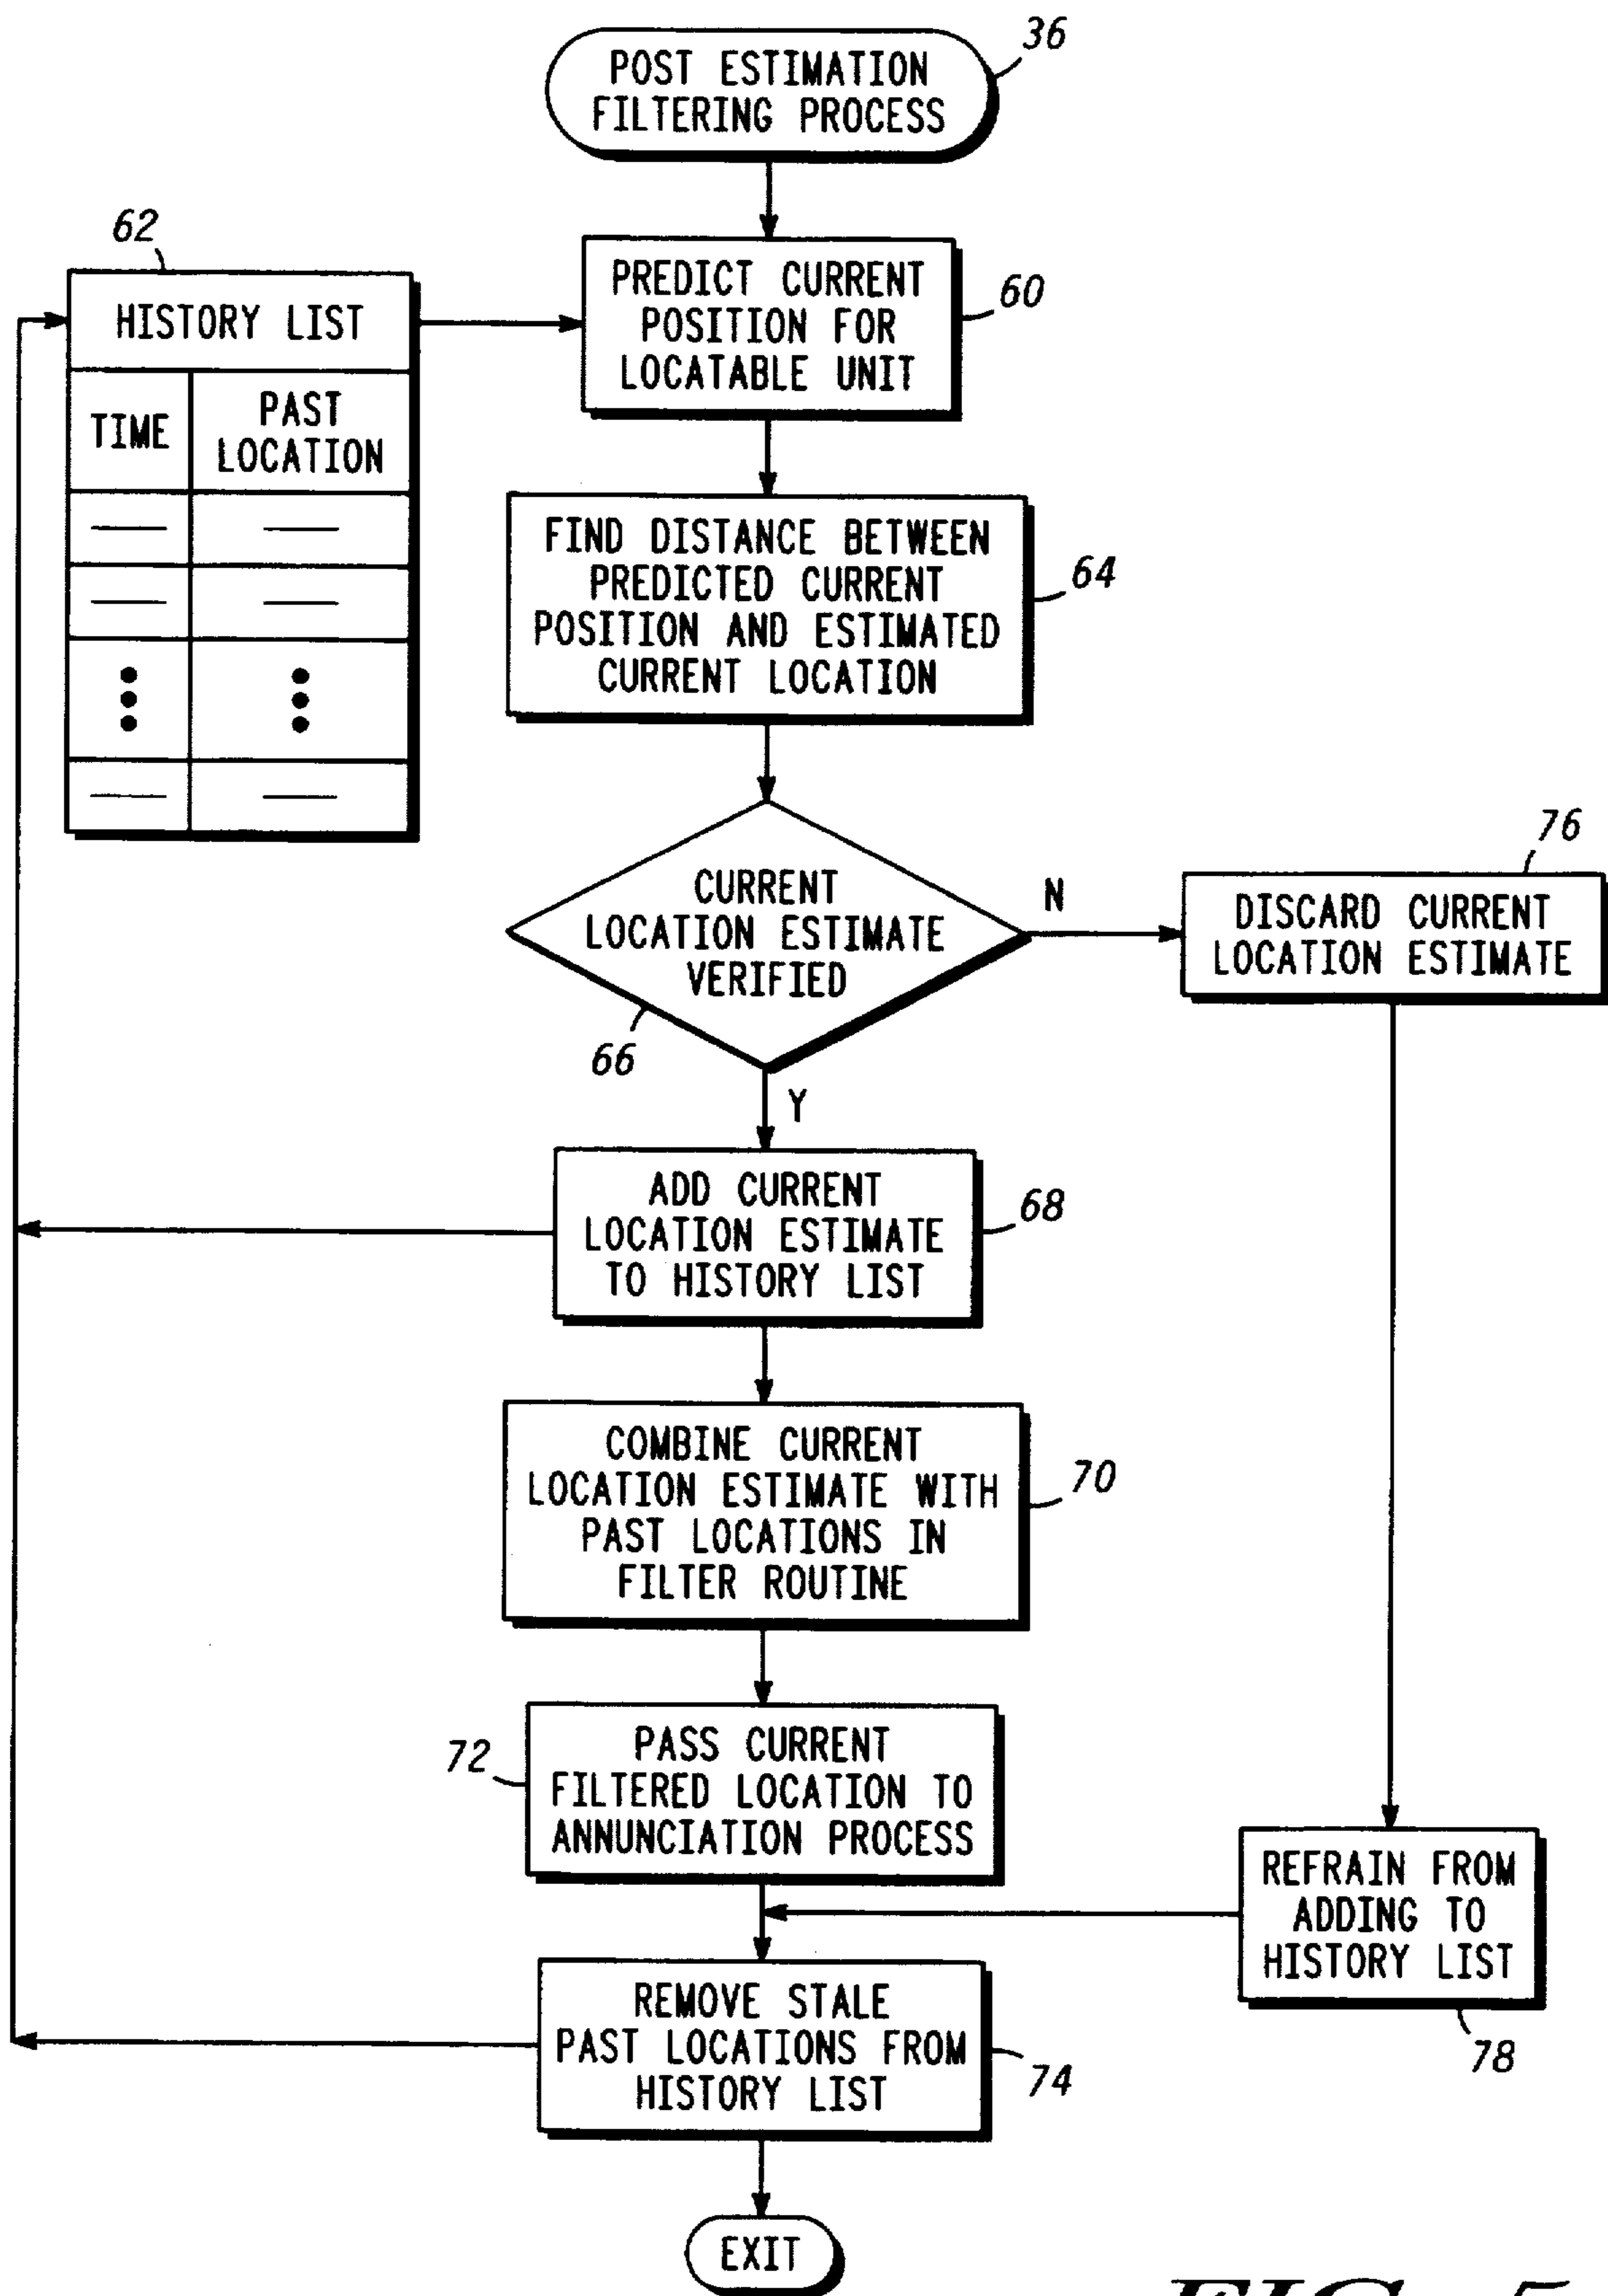 POST ESTIMATION
FILTERING PROCESS
36
62
HISTORY LIST
TIME
PAST
LOCATION
PREDICT CURRENT
POSITION FOR
LOCATABLE UNIT
60
FIND DISTANCE BETWEEN
PREDICTED CURRENT
POSITION AND ESTIMATED
CURRENT LOCATION
64
CURRENT
LOCATION ESTIMATE
VERIFIED
66
N
76
DISCARD CURRENT
LOCATION ESTIMATE
Y
ADD CURRENT
LOCATION ESTIMATE
TO HISTORY LIST
68
COMBINE CURRENT
LOCATION ESTIMATE WITH
PAST LOCATIONS IN
FILTER ROUTINE
70
72
PASS CURRENT
FILTERED LOCATION TO
ANNUNCIATION PROCESS
REFRAIN FROM
ADDING TO
HISTORY LIST
78
REMOVE STALE
PAST LOCATIONS FROM
HISTORY LIST
74
EXIT